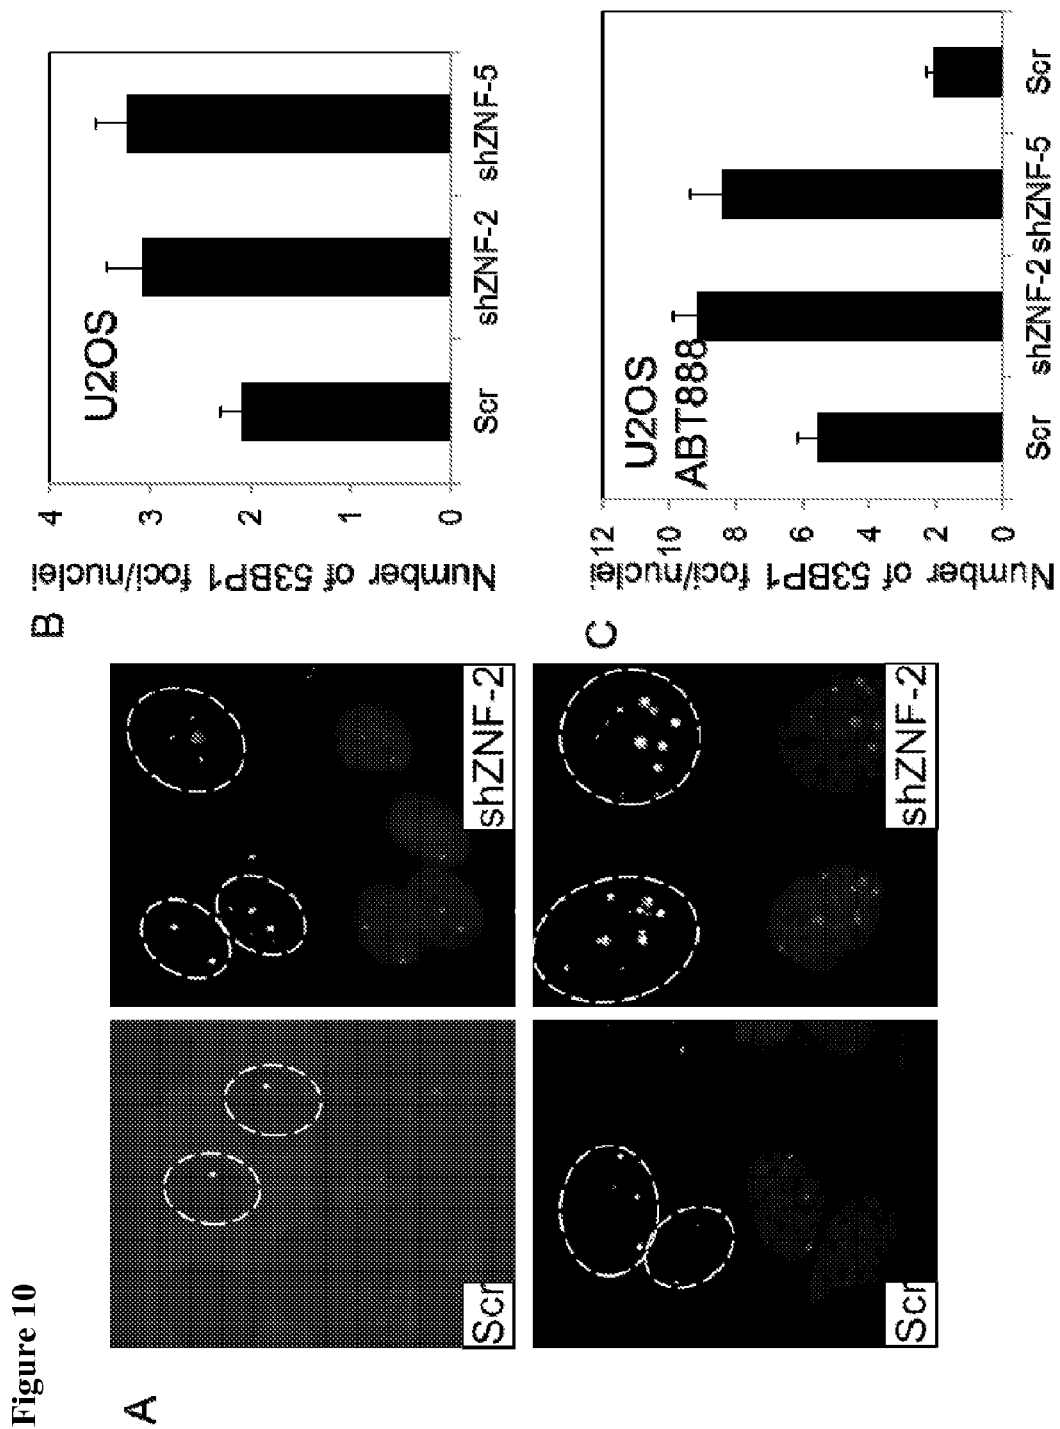 Figure 10
A
Scr
shZNF-2
Scr
shZNF-2
B
Number of 53BP1 foci/nuclei
4
3
2
1
0
U2OS
Scr
shZNF-2
shZNF-5
C
Number of 53BP1 foci/nuclei
12
10
8
6
4
2
0
U2OS
ABT888
Scr
shZNF-2
shZNF-5
Scr